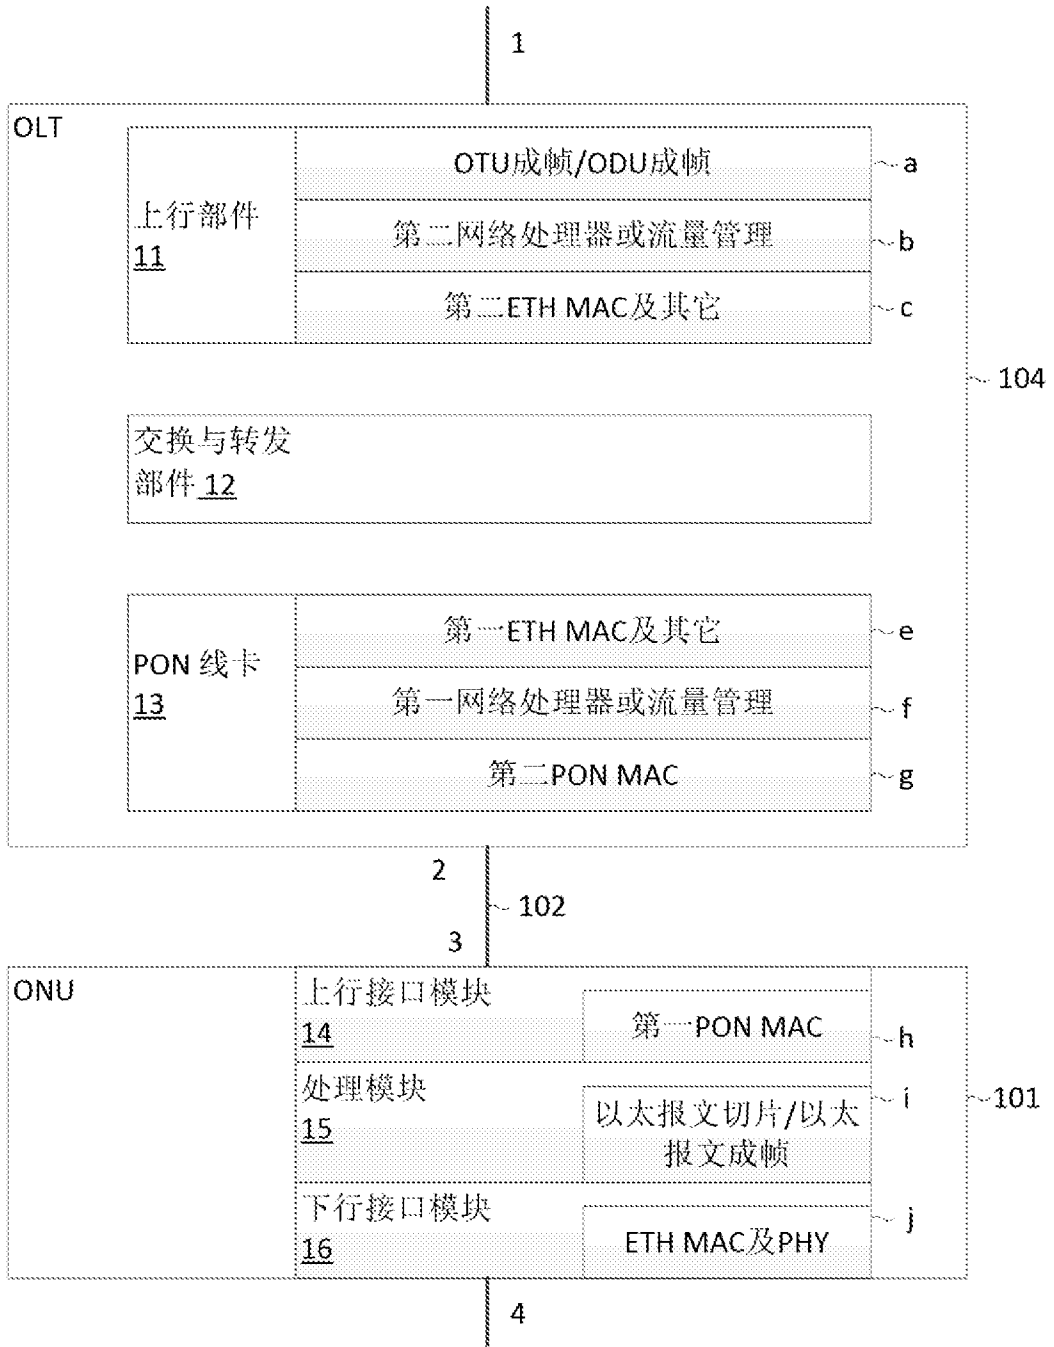 1
OLT
OTU成帧/ODU成帧
a
上行部件
11
第二网络处理器或流量管理
b
第二ETH MAC及其它
c
104
交换与转发
部件 12
第一ETH MAC及其它
e
PON 线卡
13
第一网络处理器或流量管理
f
第二PON MAC
g
2
102
3
ONU
上行接口模块
14
第一PON MAC
h
处理模块
15
以太报文切片/以太
报文成帧
i
101
下行接口模块
16
ETH MAC及PHY
j
4